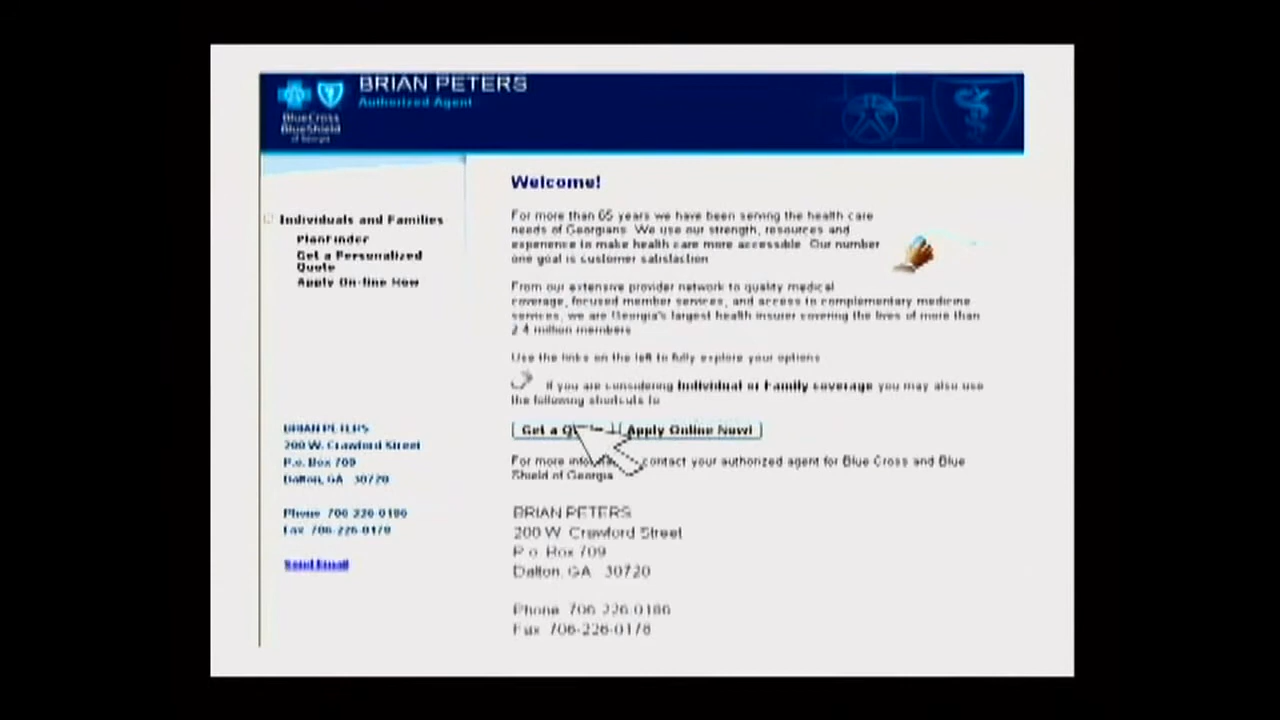 BRIAN PETERS
Authorized Agent
BlueCross
BlueShield
of Georgia
Individuals and Families
PlanFinder
Get a Personalized
Quote
Apply On-line Now
BRIAN PETERS
200 W. Crawford Street
P.o. Box 709
Dalton, GA 30720
Phone 706-226-0186
Fax 706-226-0178
Send Email
Welcome!
For more than 65 years we have been serving the health care
needs of Georgians. We use our strength, resources and
experience to make health care more accessible. Our number
one goal is customer satisfaction
From our extensive provider network to quality medical
coverage, focused member services, and access to complementary medicine
services, we are Georgia's largest health insurer covering the lives of more than
2.4 million members
Use the links on the left to fully explore your options
If you are considering Individual or Family coverage you may also use
the following shortcuts to
Get a Apply Online Now!
For more contact your authorized agent for Blue Cross and Blue
Shield of Georgia
BRIAN PETERS
200 W. Crawford Street
P.o. Box 709
Dalton, GA 30720
Phone 706-226-0186
Fax 706-226-0178